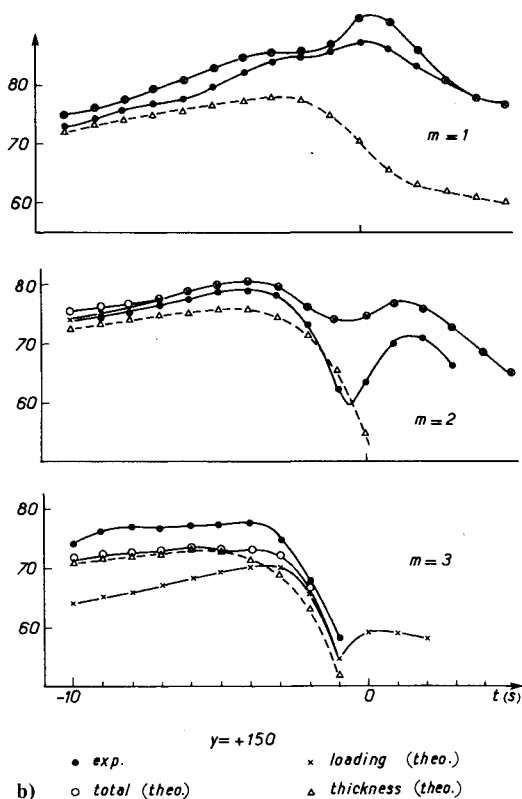 80
70
60
m = 1
80
70
60
m = 2
80
70
60
m = 3
-10
0
t (s)
y = +150
● exp.
× loading (theo.)
○ total (theo.)
△ thickness (theo.)
b)